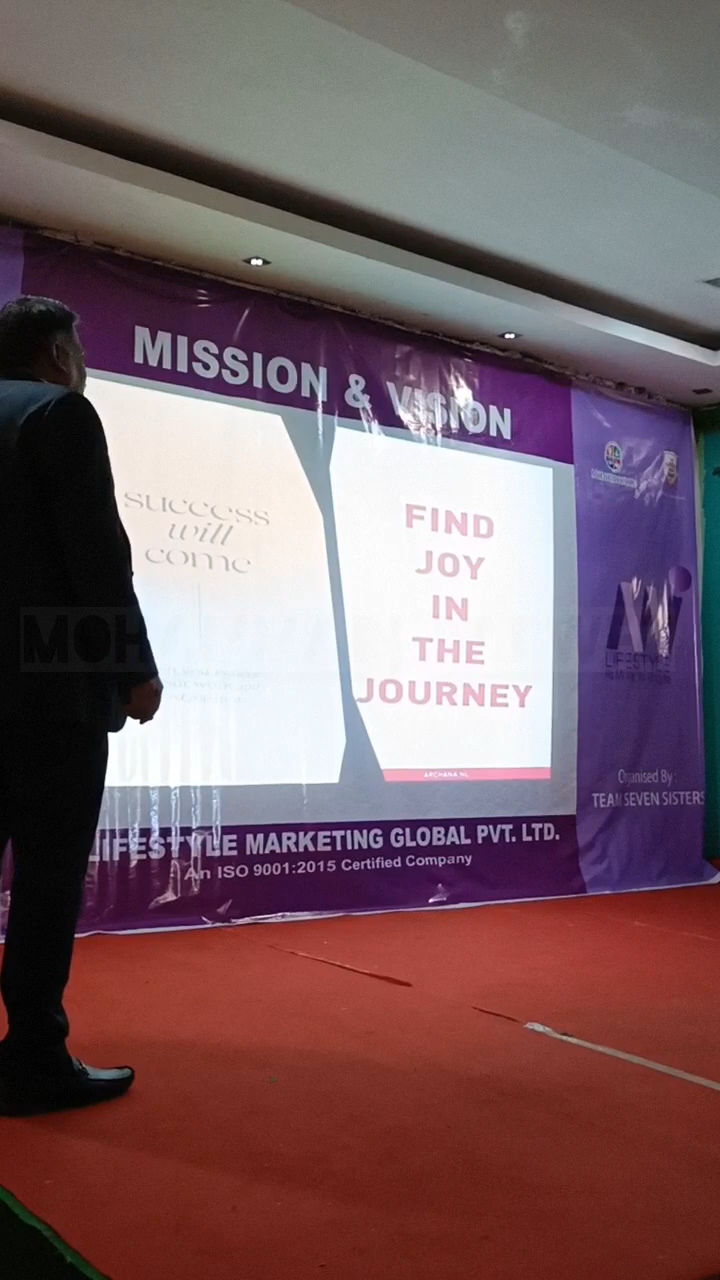 MISSION & VISION
success
will
come
FIND
JOY
IN
THE
JOURNEY
ARCHANA NL
LIFESTYLE
Organised By :
TEAM SEVEN SISTERS
LIFESTYLE MARKETING GLOBAL PVT. LTD.
An ISO 9001:2015 Certified Company